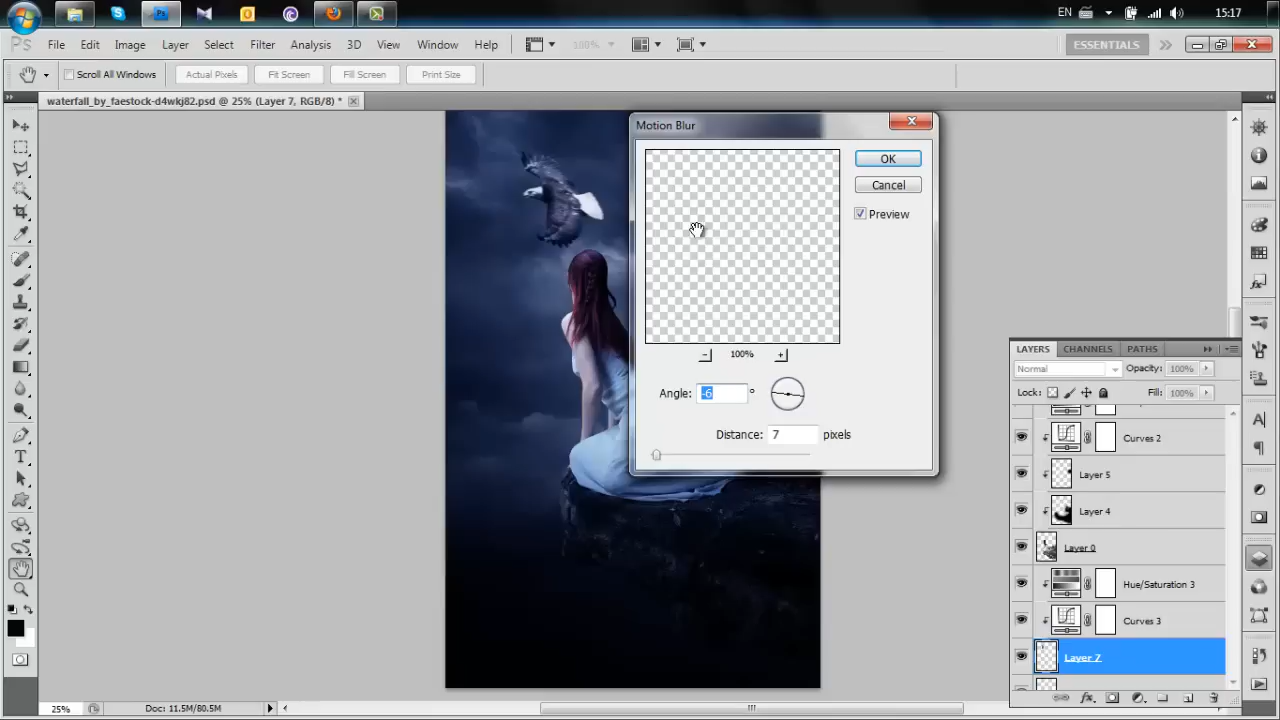 EN 15:17
Ps File Edit Image Layer Select Filter Analysis 3D View Window Help 100% ESSENTIALS
Scroll All Windows Actual Pixels Fit Screen Fill Screen Print Size
waterfall_by_faestock-d4wkj82.psd @ 25% (Layer 7, RGB/8) *
Motion Blur
OK
Cancel
Preview
100%
Angle: -6 °
Distance: 7 pixels
LAYERS CHANNELS PATHS
Normal Opacity: 100%
Lock: Fill: 100%
Curves 2
Layer 5
Layer 4
Layer 0
Hue/Saturation 3
Curves 3
Layer 7
25% Doc: 11.5M/80.5M